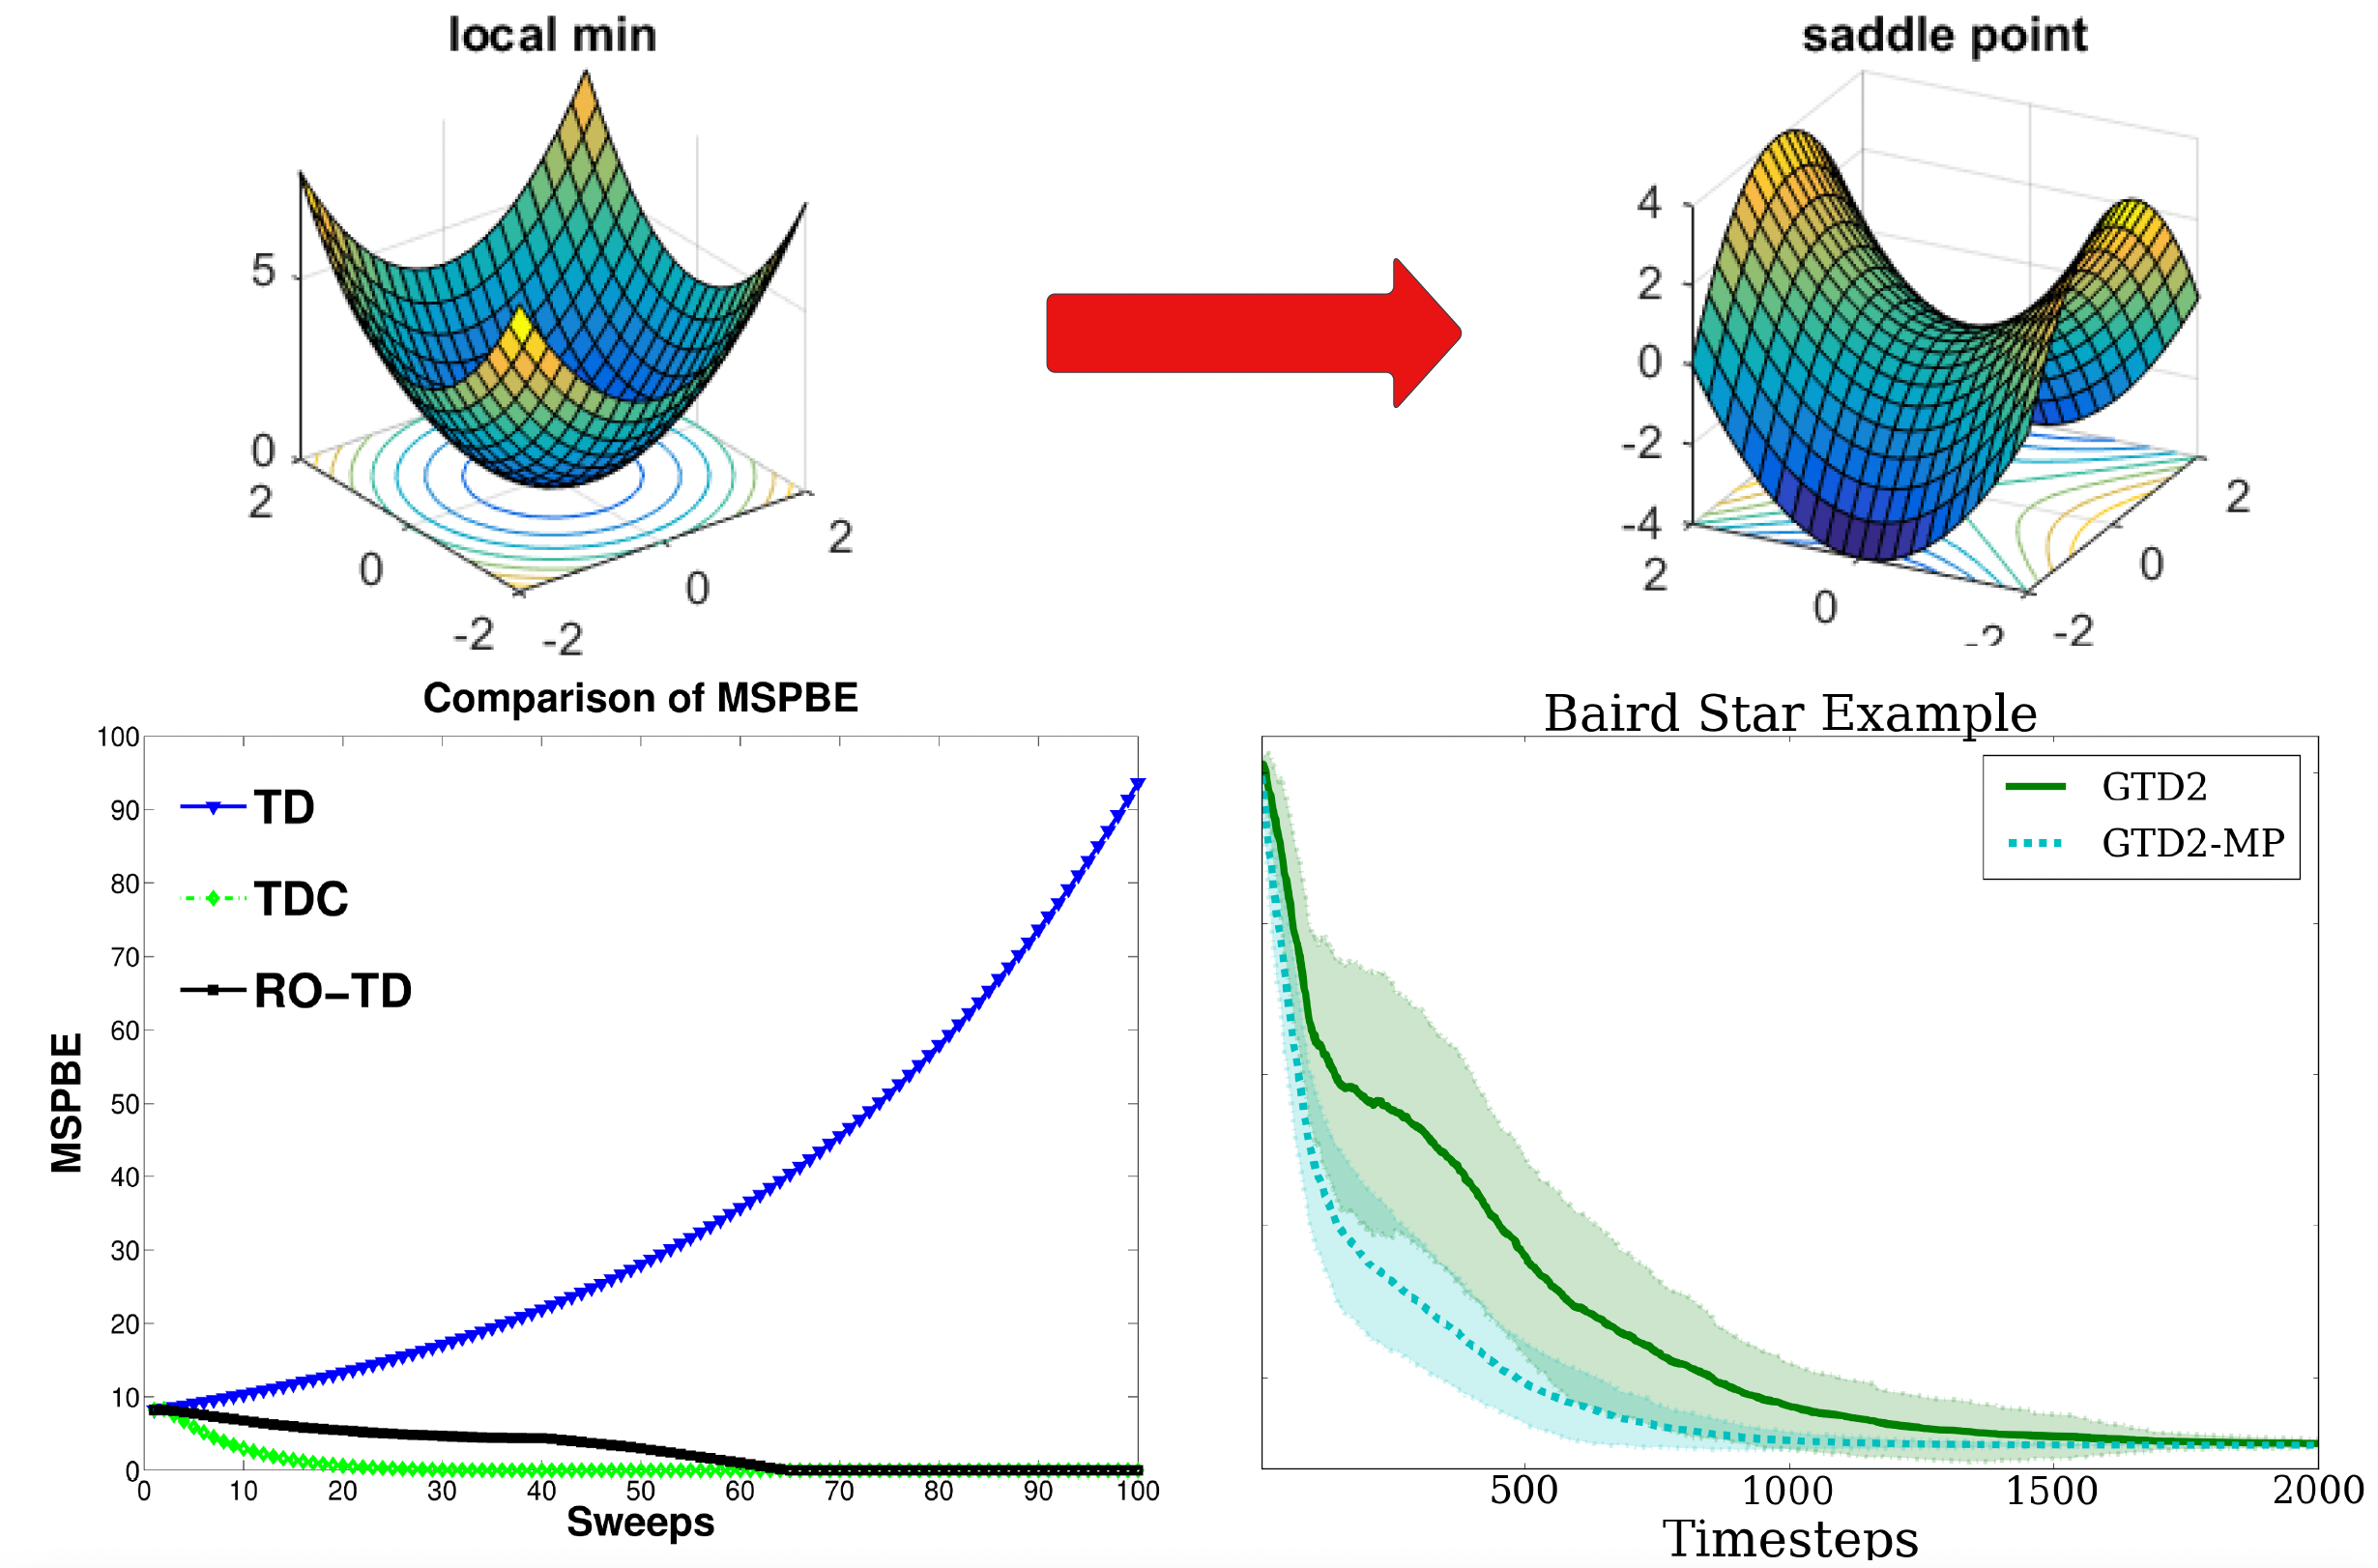 local min
5
0
2
0
-2
-2
0
2
saddle point
4
2
0
-2
-4
2
0
-2
-2
0
2
Comparison of MSPBE
100
90
80
70
60
50
40
30
20
10
0
MSPBE
TD
TDC
RO-TD
0 10 20 30 40 50 60 70 80 90 100
Sweeps
Baird Star Example
GTD2
GTD2-MP
500 1000 1500 2000
Timesteps